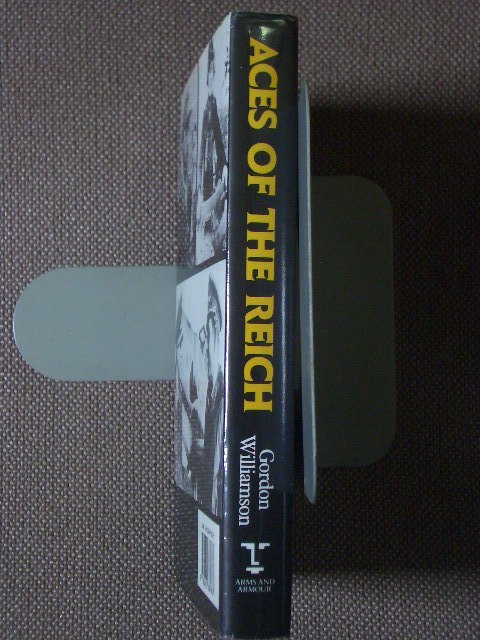 ACES OF THE REICH
Gordon
Williamson
ARMS AND
ARMOUR